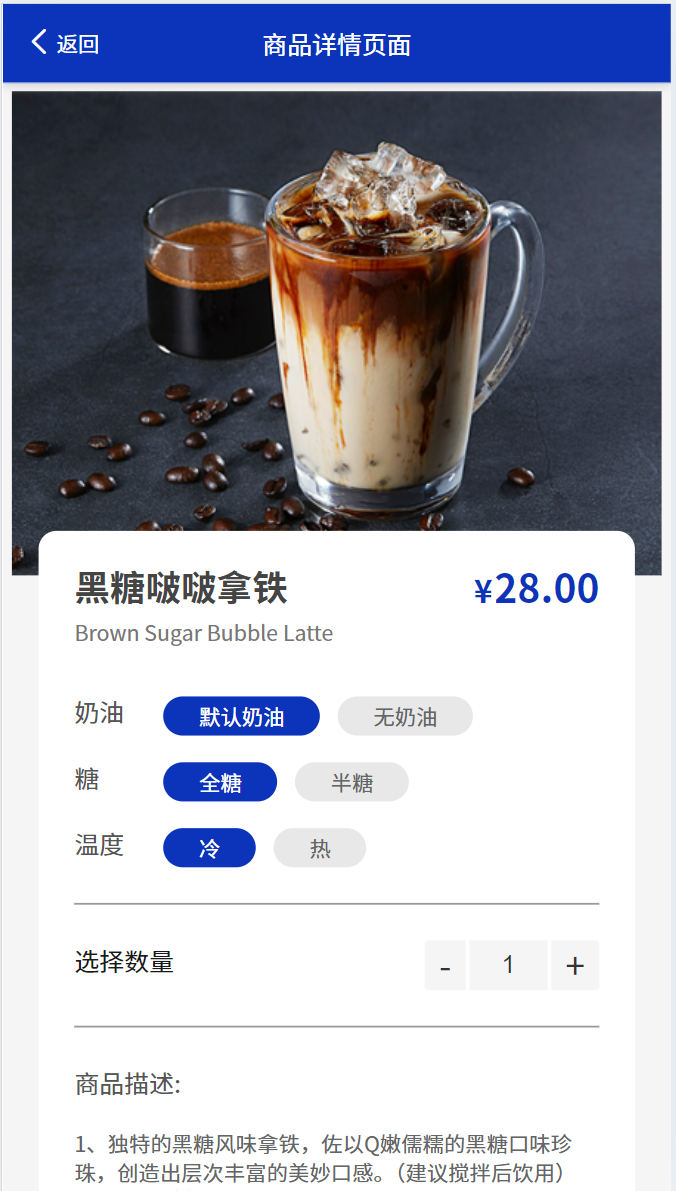 返回
商品详情页面
黑糖啵啵拿铁
¥28.00
Brown Sugar Bubble Latte
奶油 默认奶油 无奶油
糖 全糖 半糖
温度 冷 热
选择数量 - 1 +
商品描述:
1、独特的黑糖风味拿铁，佐以Q嫩儒糯的黑糖口味珍
珠，创造出层次丰富的美妙口感。（建议搅拌后饮用）